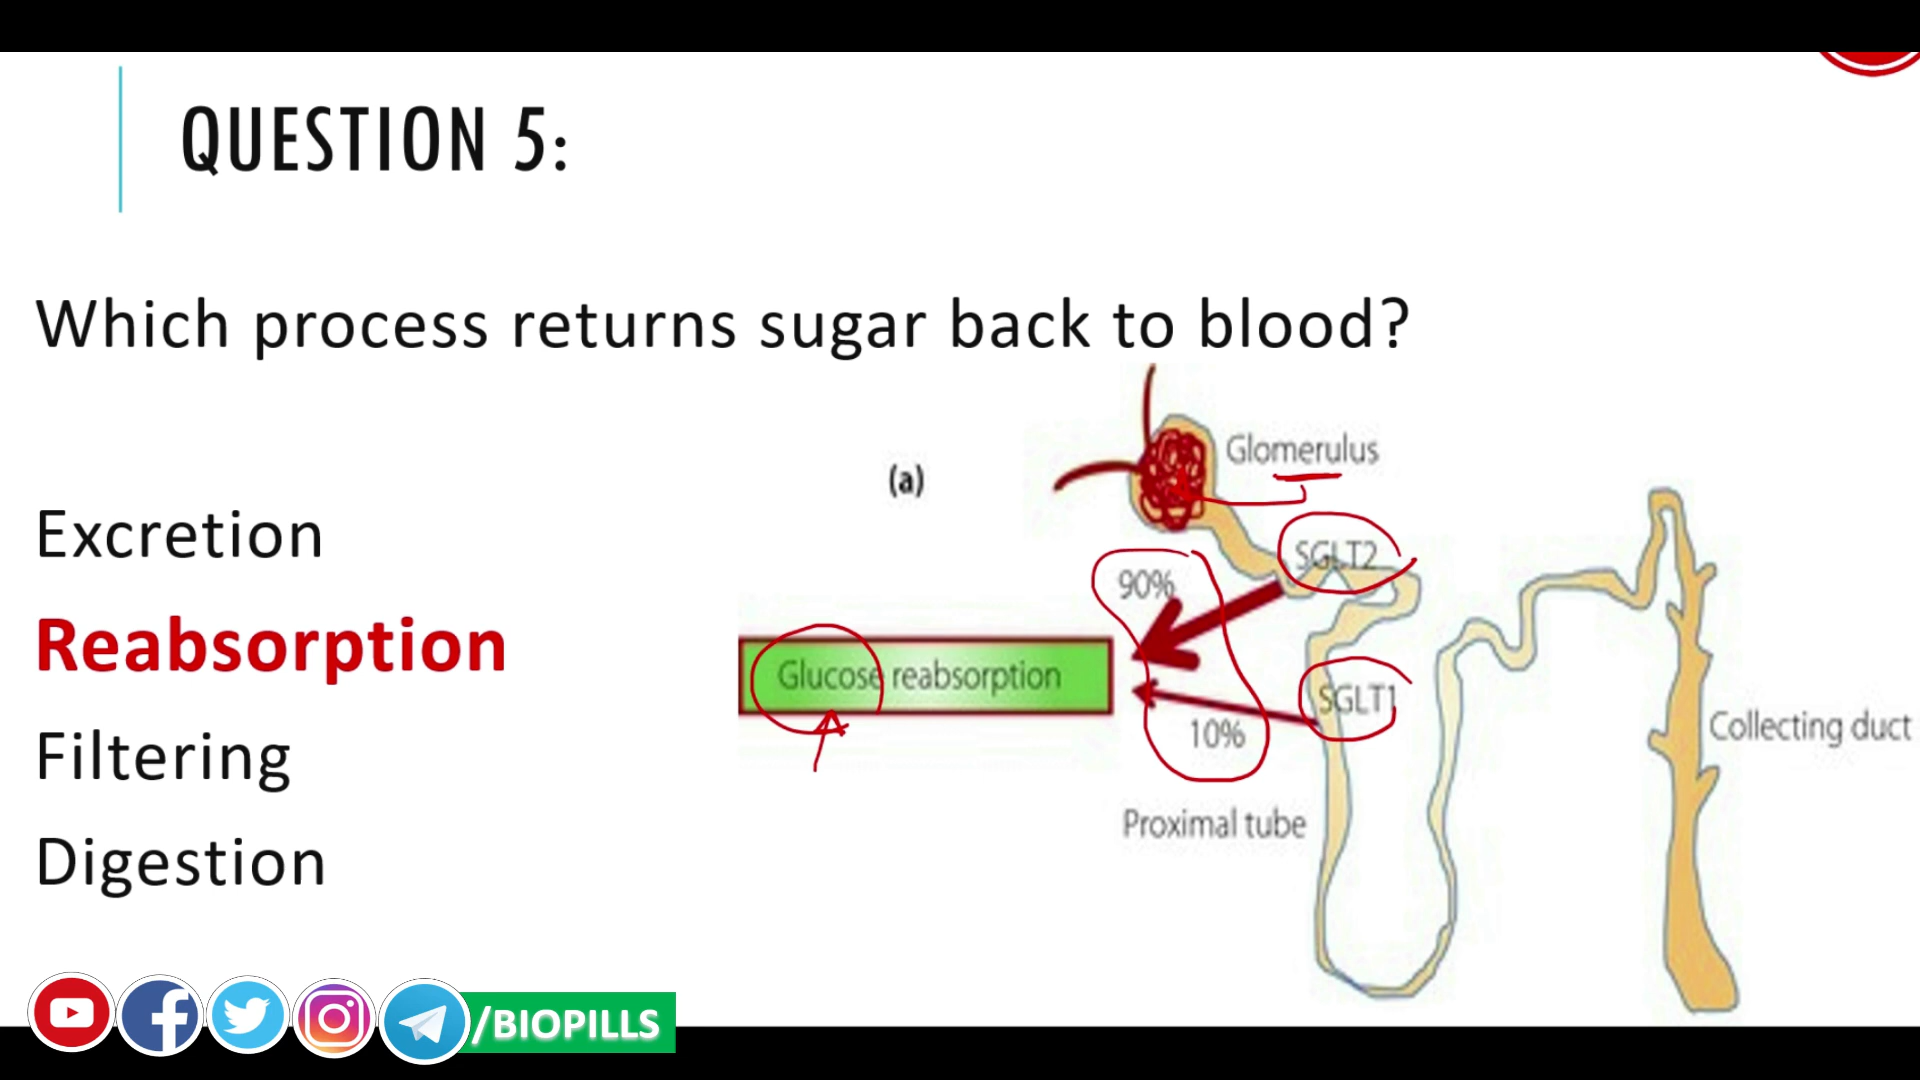 QUESTION 5:
Which process returns sugar back to blood?
Excretion
Reabsorption
Filtering
Digestion
(a)
Glomerulus
SGLT2
90%
Glucose reabsorption
SGLT1
10%
Collecting duct
Proximal tube
/BIOPILLS